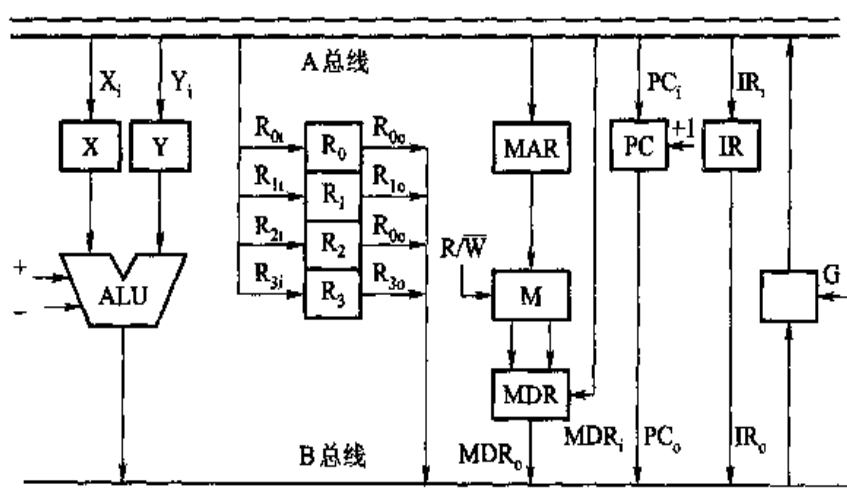 A总线
Xi
Yi
PCi
IRi
X
Y
R0i
R0
R0o
MAR
PC
+1
IR
R1i
R1
R1o
R2i
R2
R0o
R/W̅
+
−
ALU
R3i
R3
R3o
M
G
MDR
B总线
MDRo
MDRi
PCo
IRo